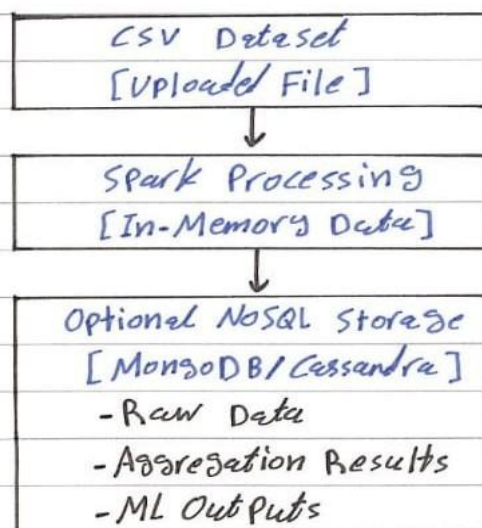 CSV Dataset
[Uploaded File]
Spark Processing
[In-Memory Data]
Optional NoSQL Storage
[MongoDB/Cassandra]
-Raw Data
-Aggregation Results
-ML Outputs